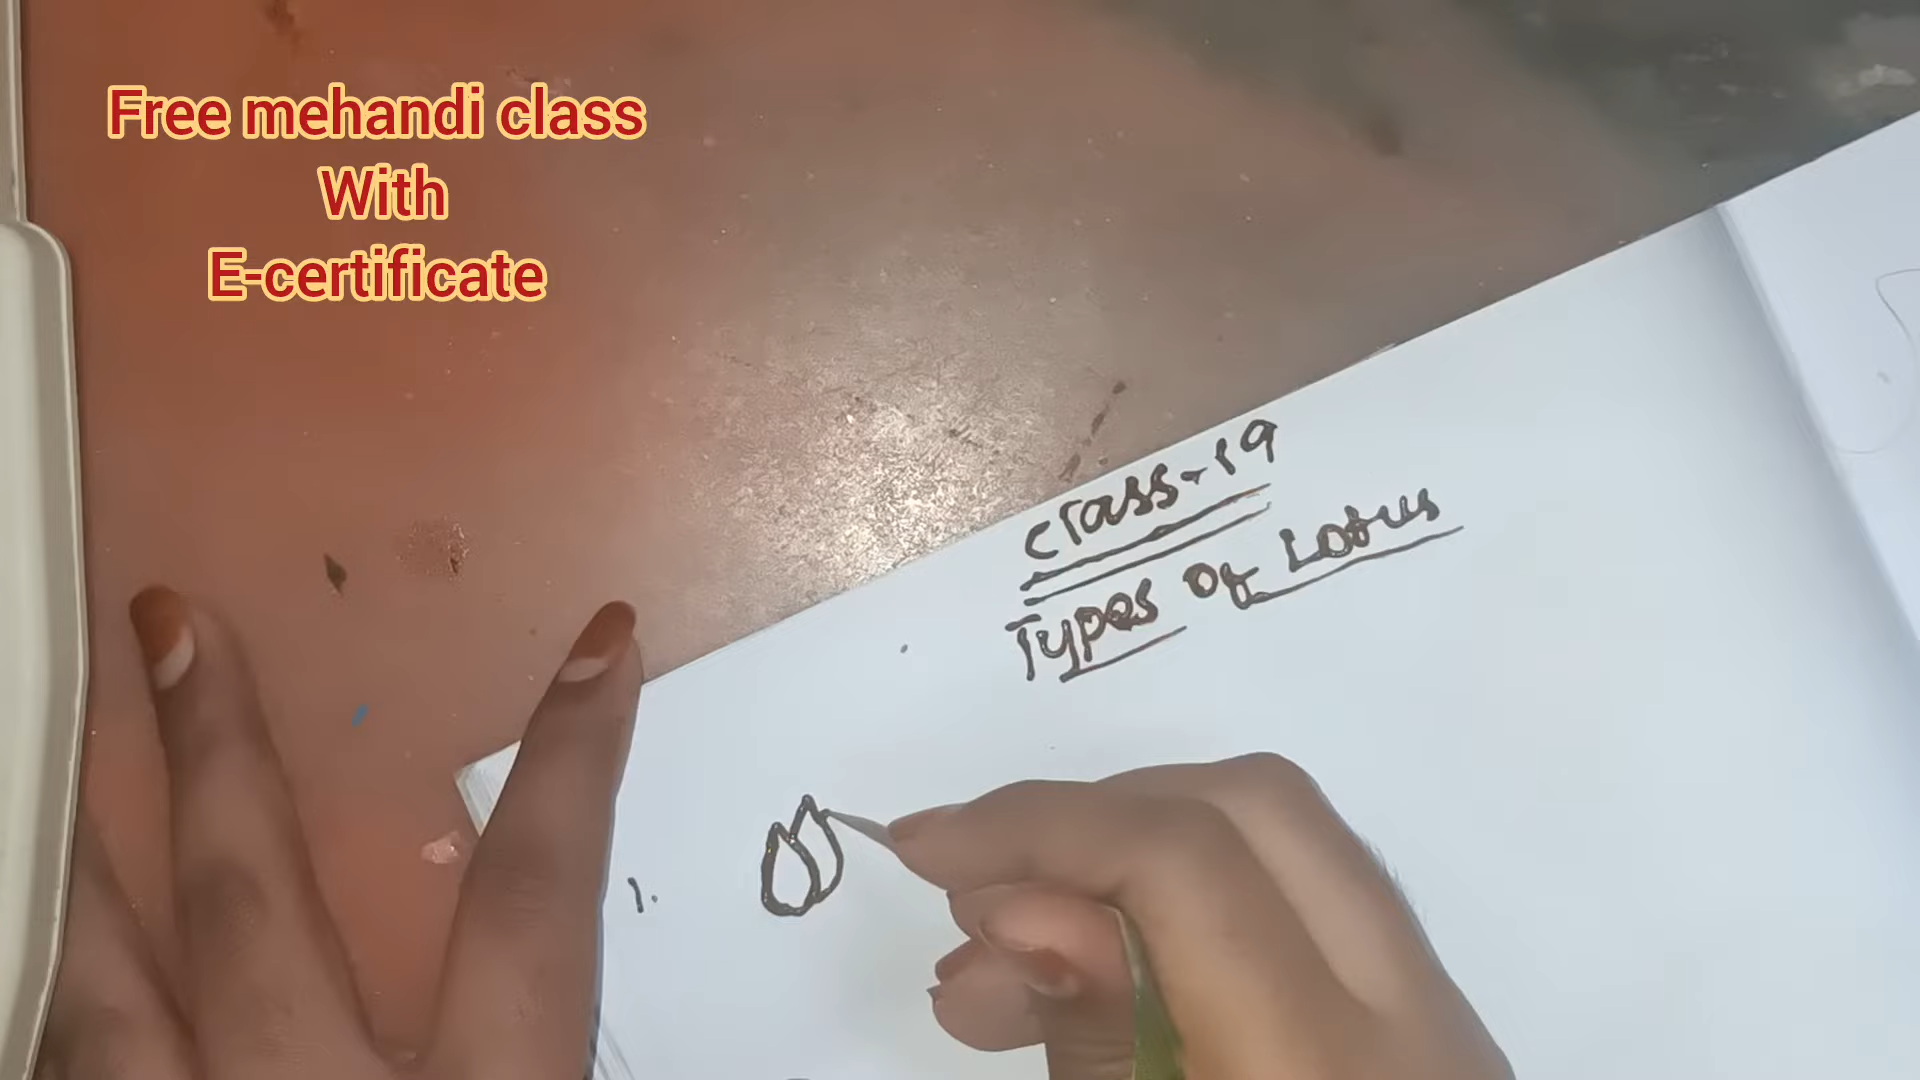 Free mehandi class
With
E-certificate
Class-19
Types of Lotus
1.